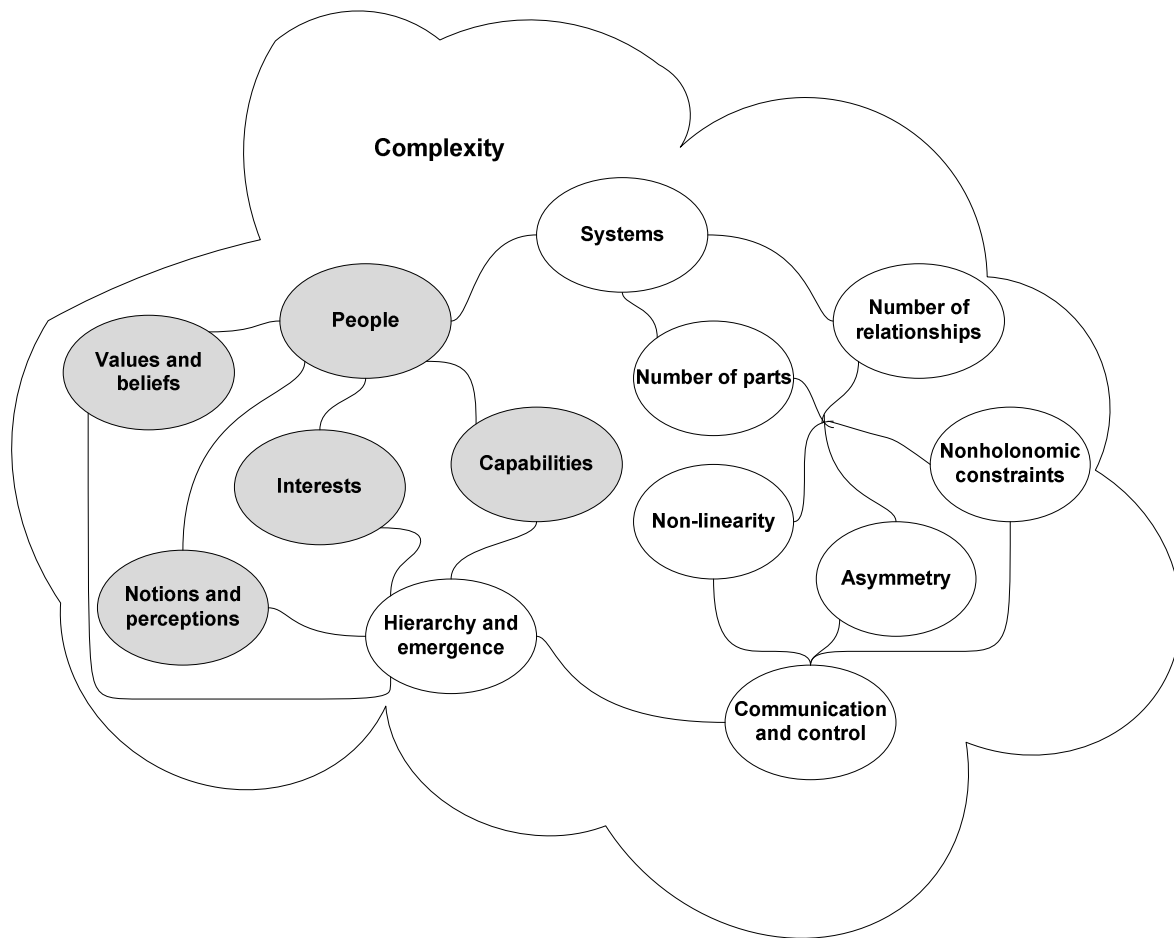 Complexity
Systems
People
Number of
relationships
Values and
beliefs
Number of parts
Capabilities
Nonholonomic
constraints
Interests
Non-linearity
Asymmetry
Notions and
perceptions
Hierarchy and
emergence
Communication
and control